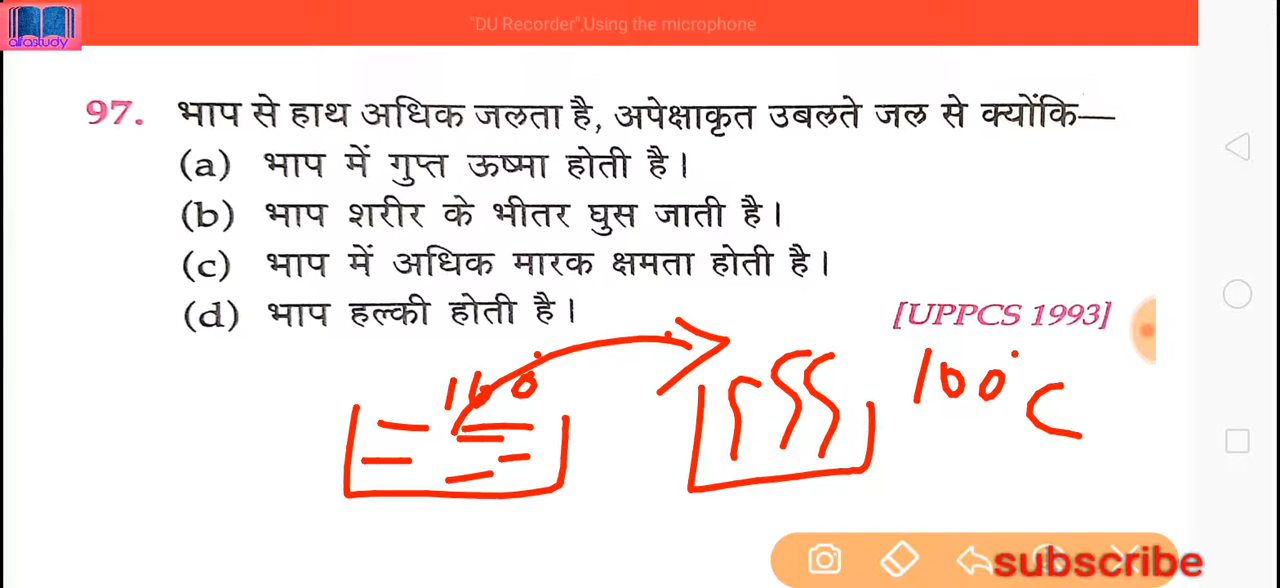 "DU Recorder",Using the microphone
alfastudy
97. भाप से हाथ अधिक जलता है, अपेक्षाकृत उबलते जल से क्योंकि—
(a) भाप में गुप्त ऊष्मा होती है।
(b) भाप शरीर के भीतर घुस जाती है।
(c) भाप में अधिक मारक क्षमता होती है।
(d) भाप हल्की होती है।
[UPPCS 1993]
100
100°C
subscribe